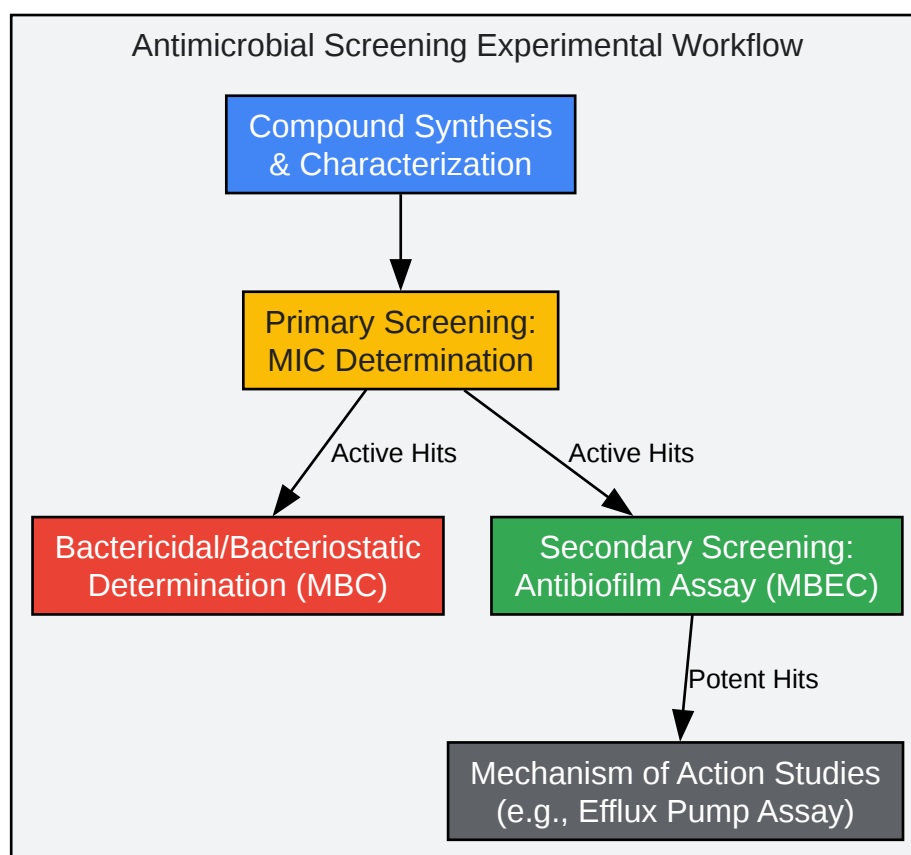 Antimicrobial Screening Experimental Workflow
Compound Synthesis
& Characterization
Primary Screening:
MIC Determination
Active Hits
Active Hits
Bactericidal/Bacteriostatic
Determination (MBC)
Secondary Screening:
Antibiofilm Assay (MBEC)
Potent Hits
Mechanism of Action Studies
(e.g., Efflux Pump Assay)